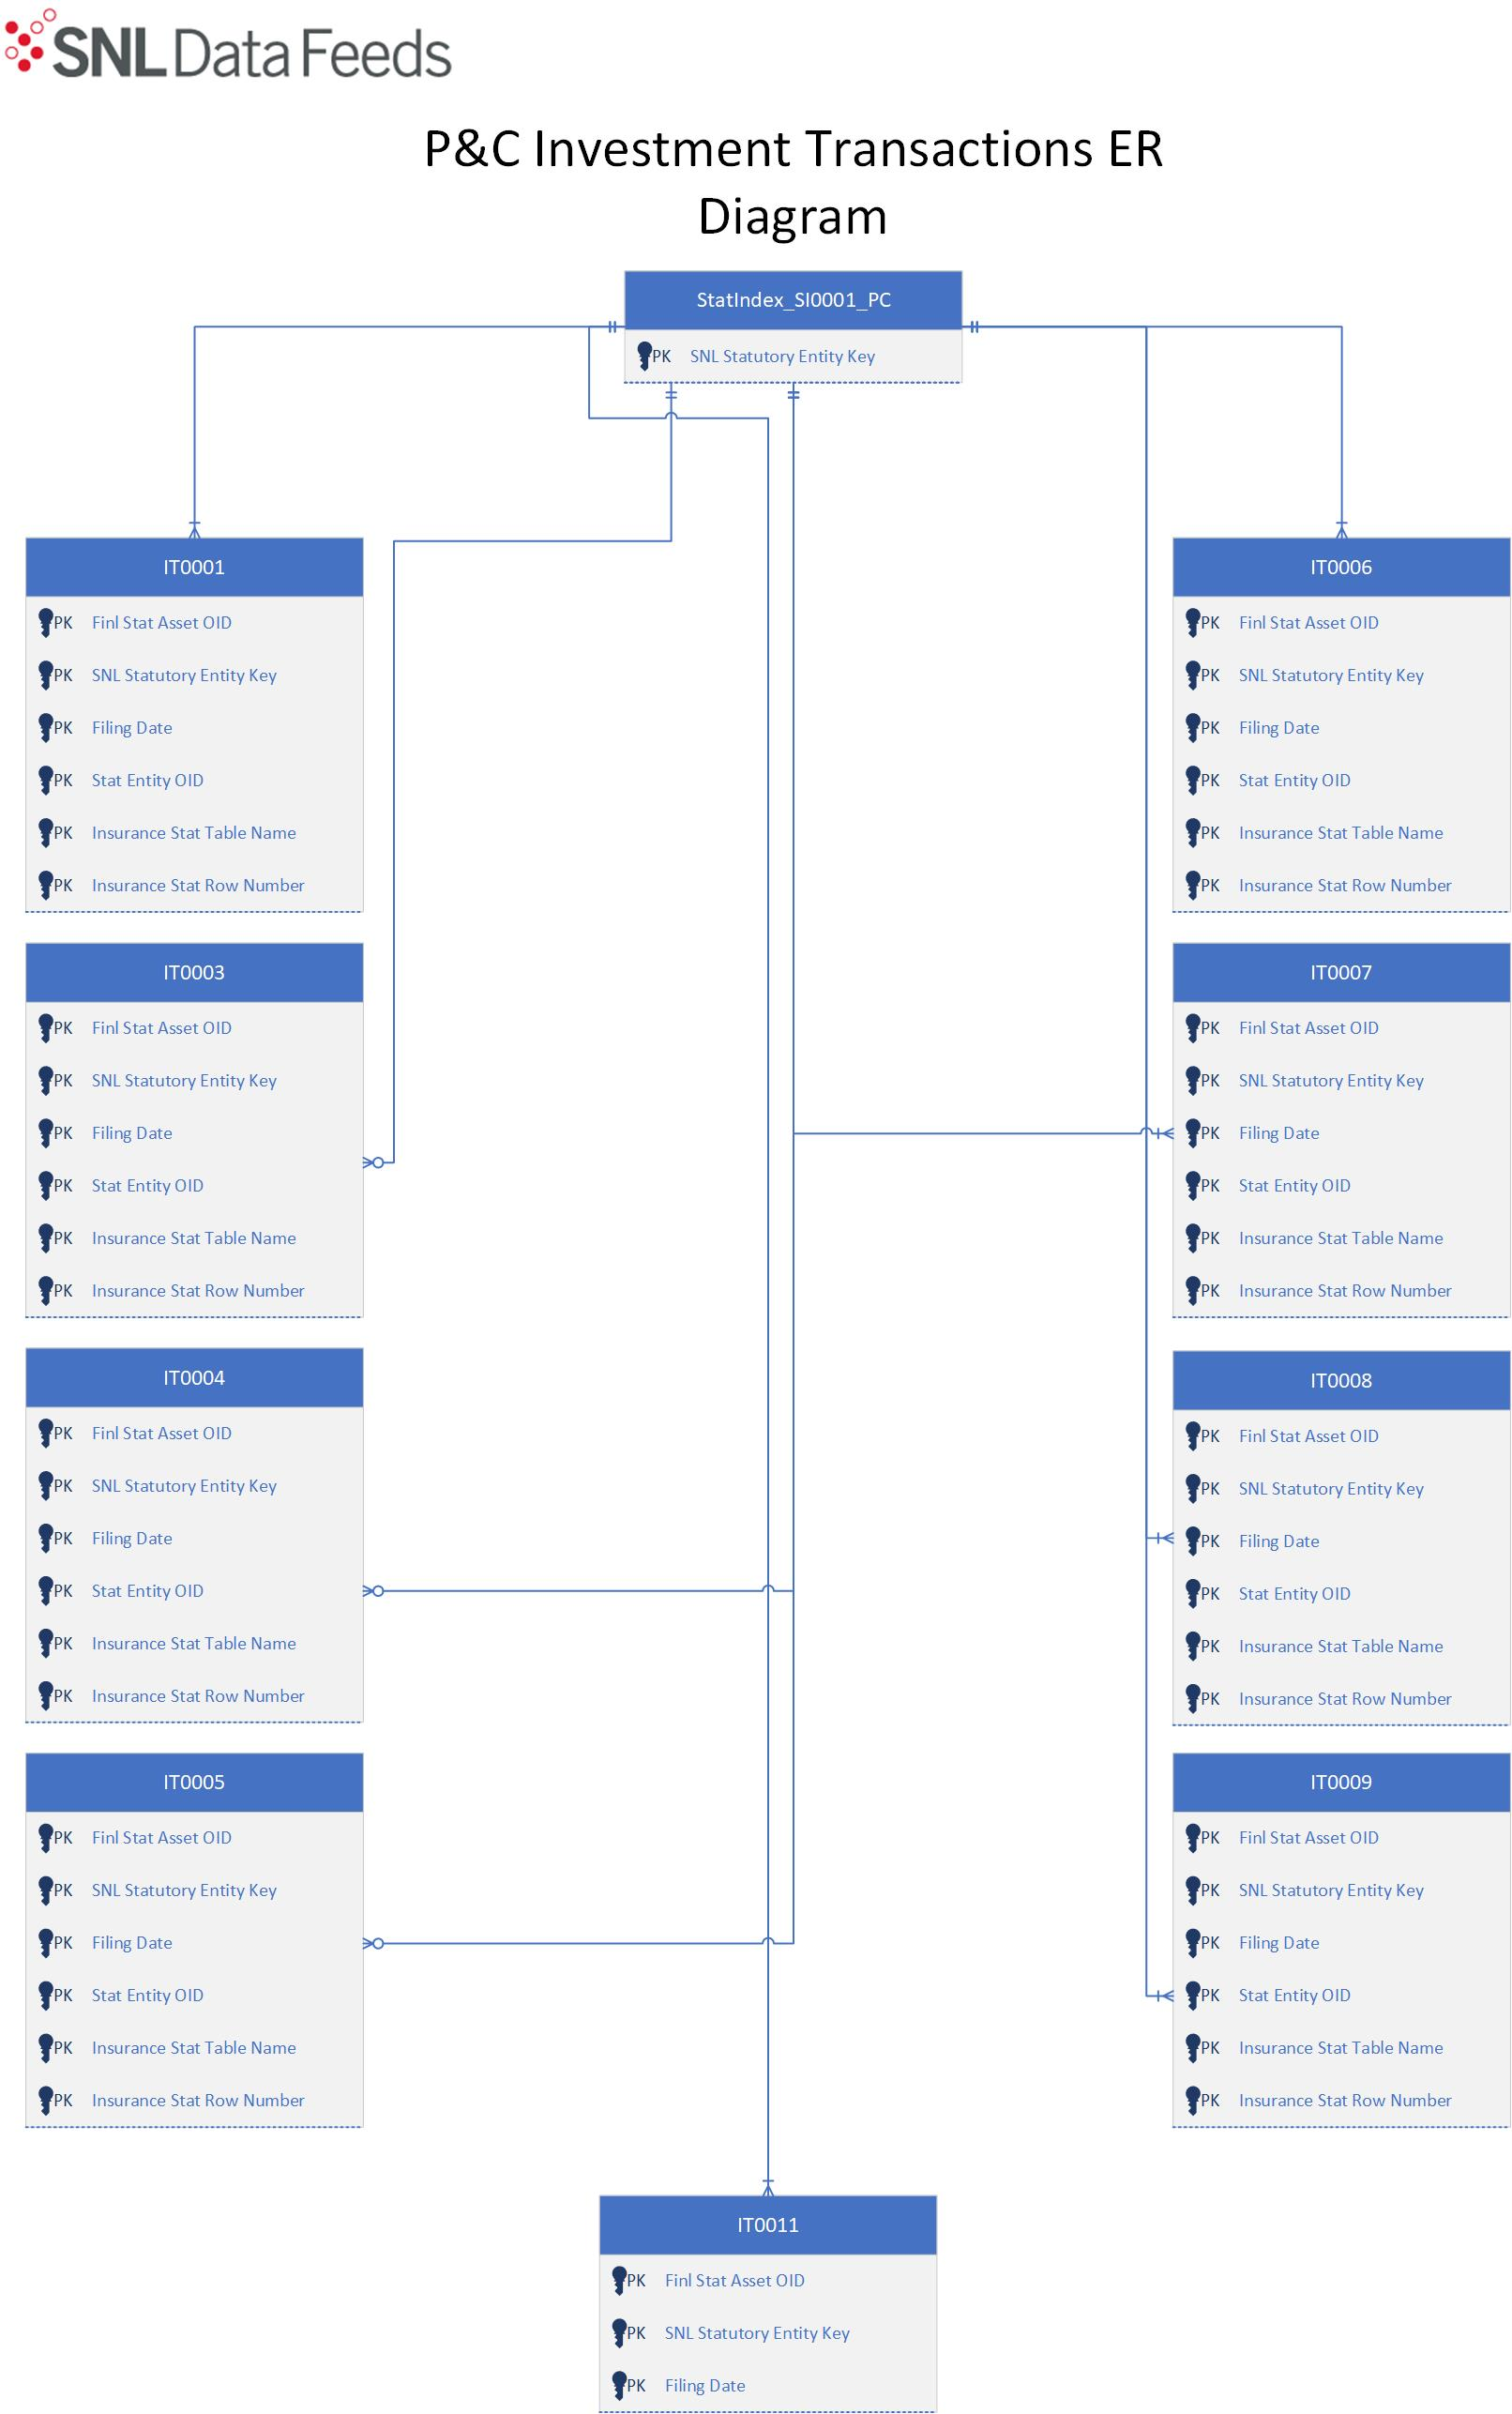 SNL Data Feeds
P&C Investment Transactions ER
Diagram
StatIndex_SI0001_PC
PK SNL Statutory Entity Key
IT0001
PK Finl Stat Asset OID
PK SNL Statutory Entity Key
PK Filing Date
PK Stat Entity OID
PK Insurance Stat Table Name
PK Insurance Stat Row Number
IT0003
PK Finl Stat Asset OID
PK SNL Statutory Entity Key
PK Filing Date
PK Stat Entity OID
PK Insurance Stat Table Name
PK Insurance Stat Row Number
IT0004
PK Finl Stat Asset OID
PK SNL Statutory Entity Key
PK Filing Date
PK Stat Entity OID
PK Insurance Stat Table Name
PK Insurance Stat Row Number
IT0005
PK Finl Stat Asset OID
PK SNL Statutory Entity Key
PK Filing Date
PK Stat Entity OID
PK Insurance Stat Table Name
PK Insurance Stat Row Number
IT0006
PK Finl Stat Asset OID
PK SNL Statutory Entity Key
PK Filing Date
PK Stat Entity OID
PK Insurance Stat Table Name
PK Insurance Stat Row Number
IT0007
PK Finl Stat Asset OID
PK SNL Statutory Entity Key
PK Filing Date
PK Stat Entity OID
PK Insurance Stat Table Name
PK Insurance Stat Row Number
IT0008
PK Finl Stat Asset OID
PK SNL Statutory Entity Key
PK Filing Date
PK Stat Entity OID
PK Insurance Stat Table Name
PK Insurance Stat Row Number
IT0009
PK Finl Stat Asset OID
PK SNL Statutory Entity Key
PK Filing Date
PK Stat Entity OID
PK Insurance Stat Table Name
PK Insurance Stat Row Number
IT0011
PK Finl Stat Asset OID
PK SNL Statutory Entity Key
PK Filing Date